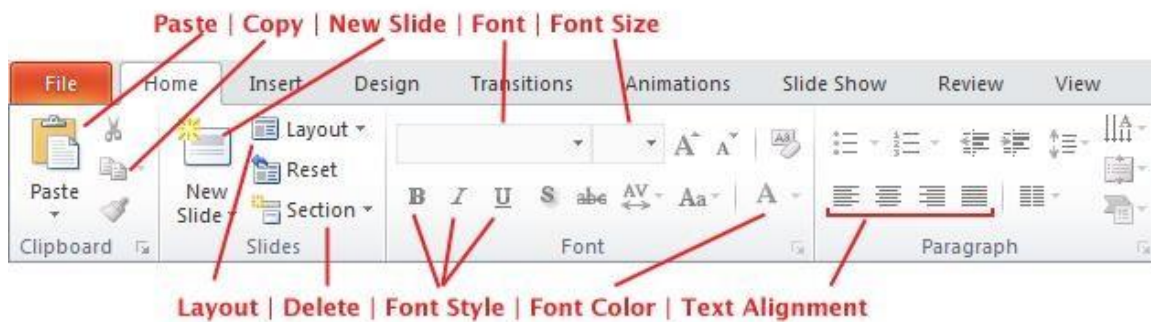 Paste | Copy | New Slide | Font | Font Size
File Home Insert Design Transitions Animations Slide Show Review View
Layout
Reset
Section
Paste
New
Slide
B I U S abc AV Aa A
Clipboard Slides Font Paragraph
Layout | Delete | Font Style | Font Color | Text Alignment